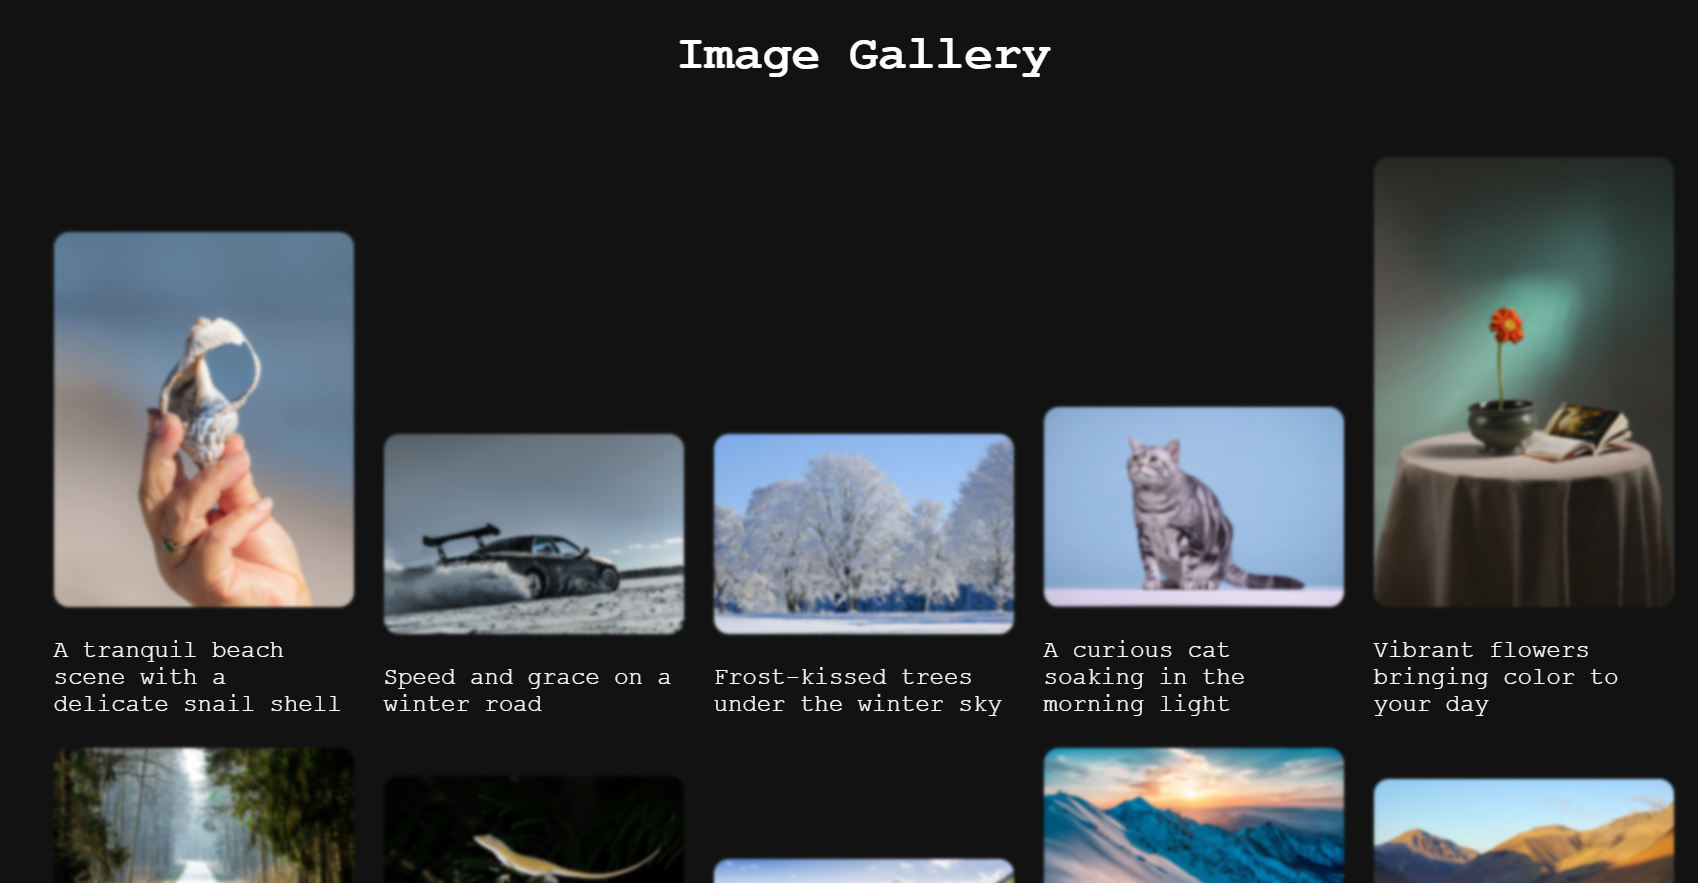 Image Gallery
A tranquil beach
scene with a
delicate snail shell
Speed and grace on a
winter road
Frost-kissed trees
under the winter sky
A curious cat
soaking in the
morning light
Vibrant flowers
bringing color to
your day